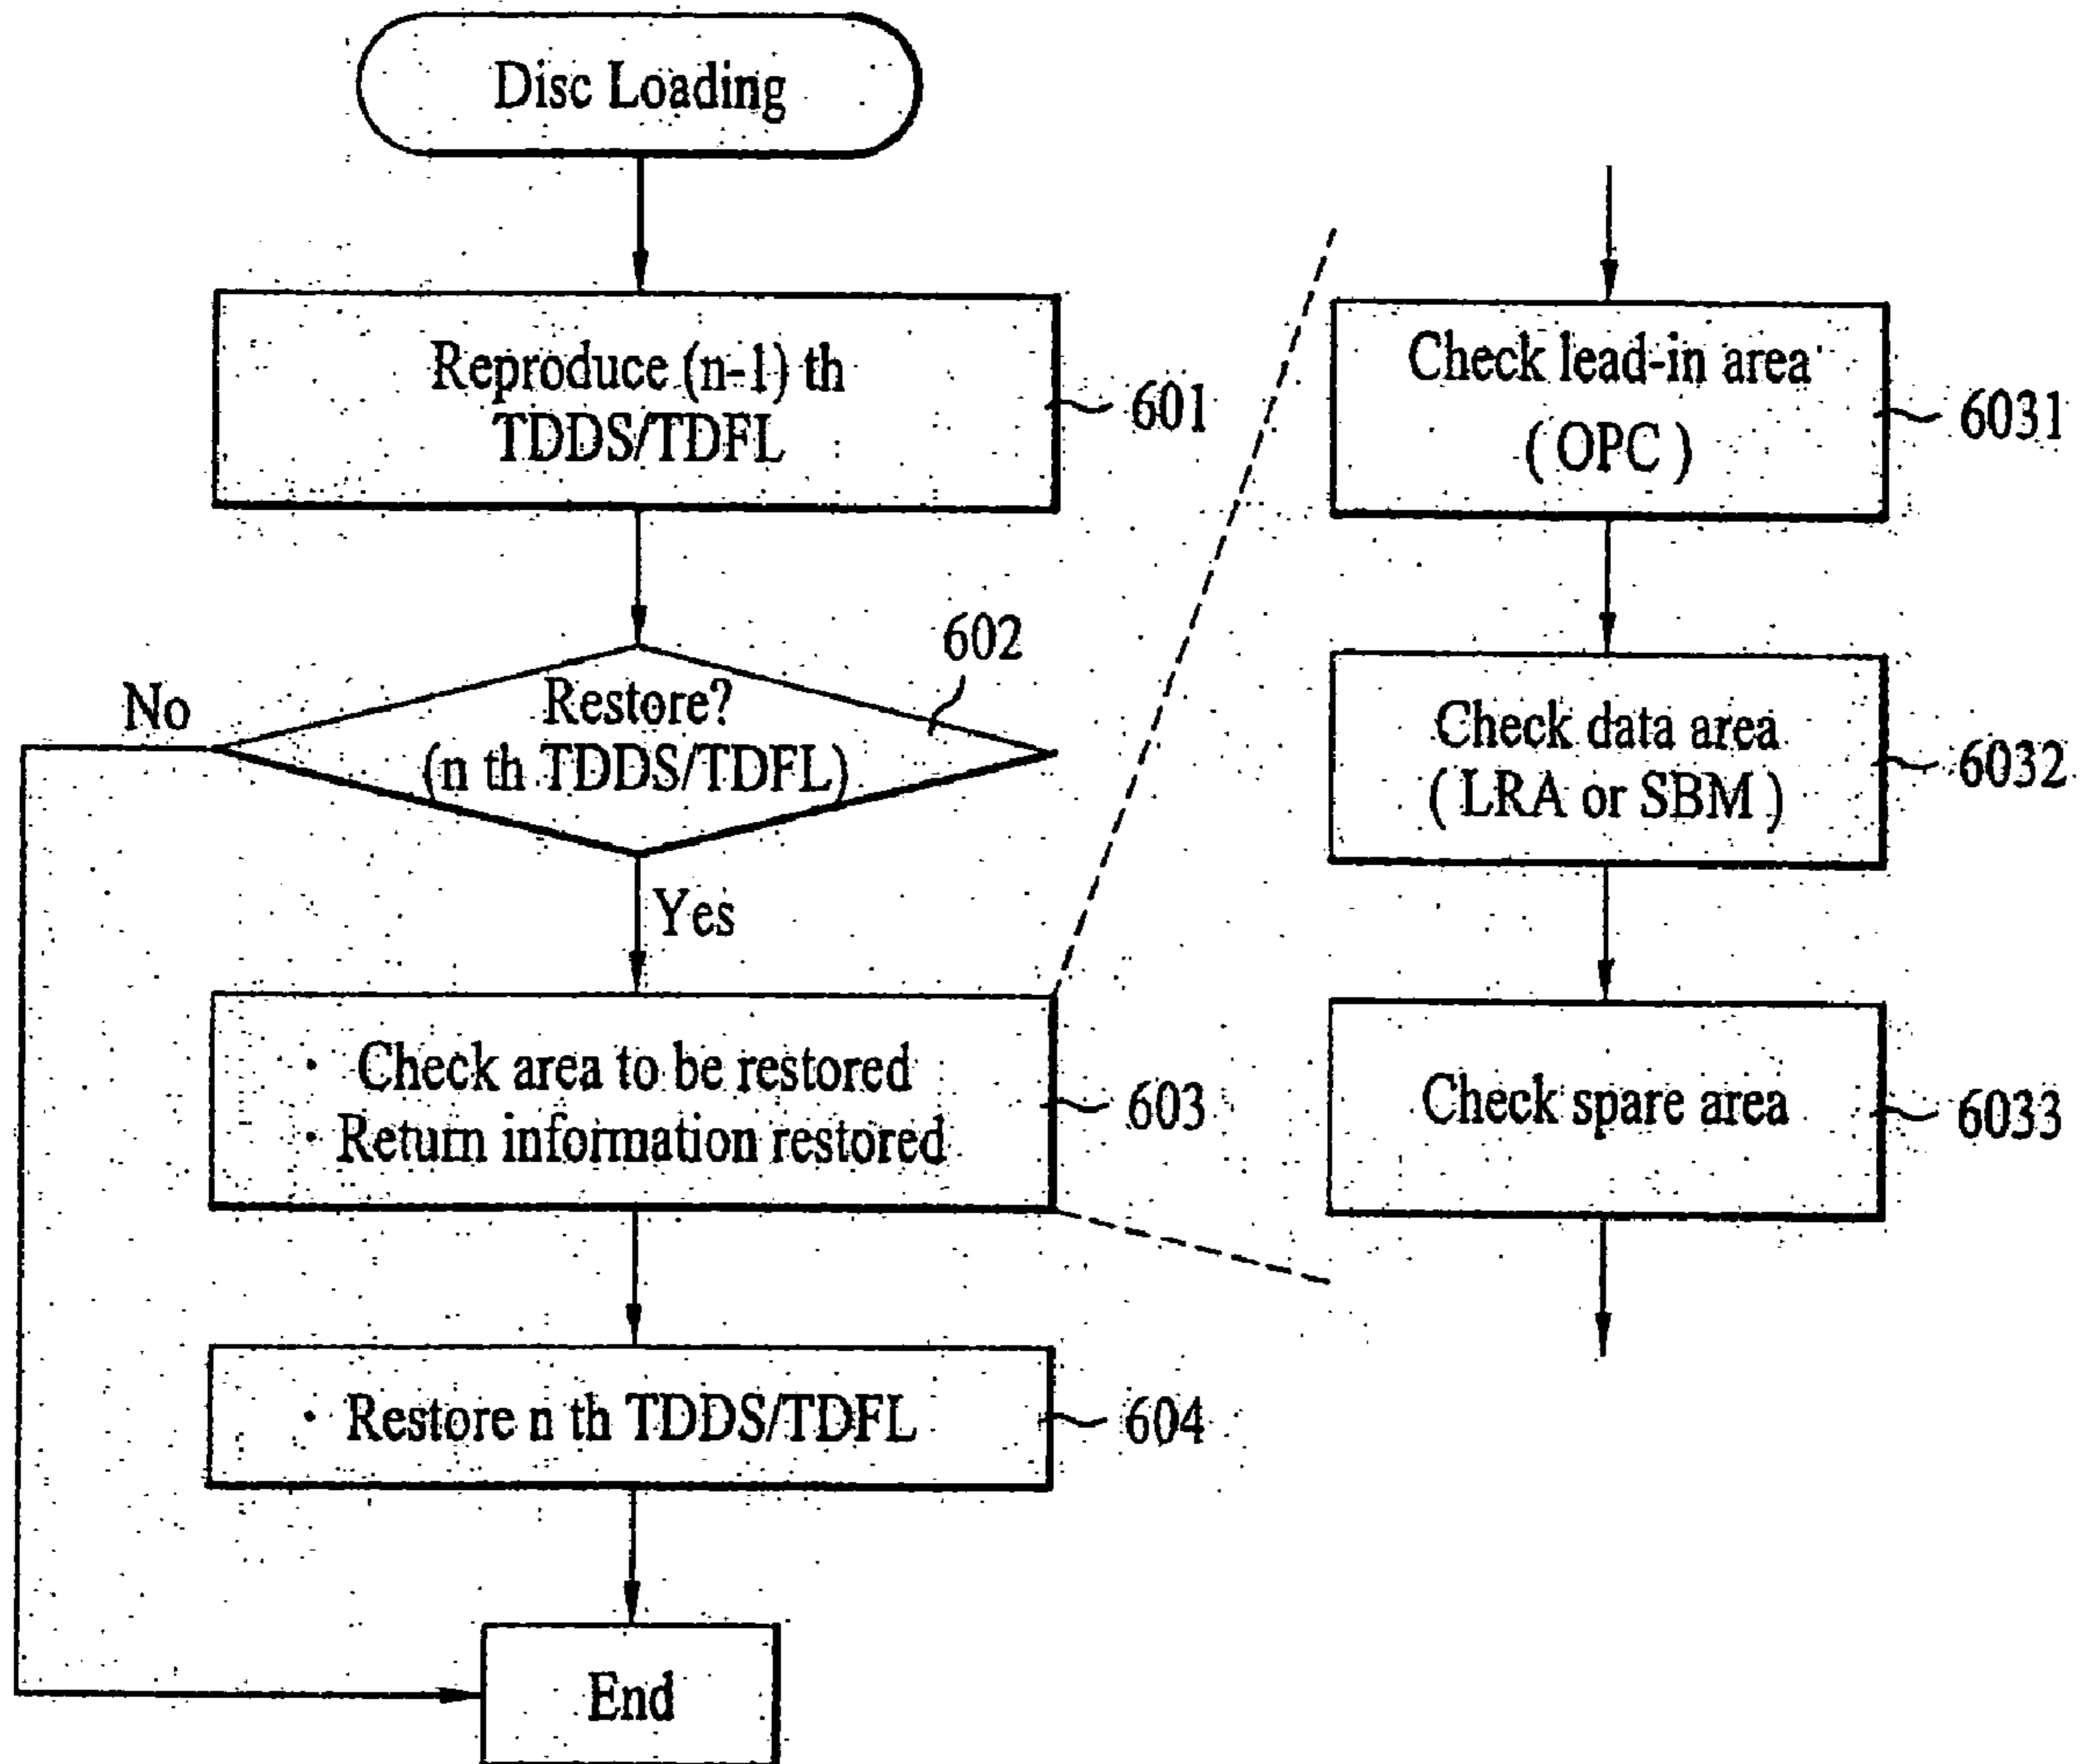 Disc Loading
Reproduce (n-1) th
TDDS/TDFL
601
602
Restore?
(n th TDDS/TDFL)
No
Yes
· Check area to be restored
· Return information restored
603
· Restore n th TDDS/TDFL
604
End
Check lead-in area
( OPC )
6031
Check data area
( LRA or SBM )
6032
Check spare area
6033